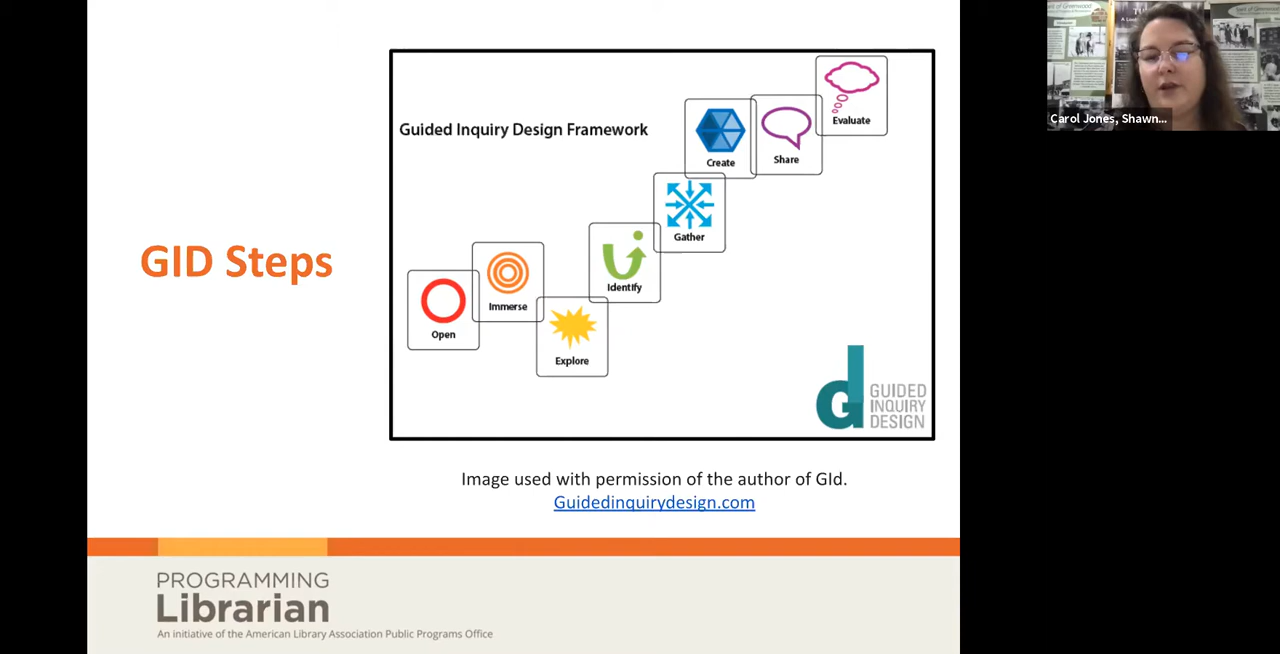 GID Steps
Guided Inquiry Design Framework
Open
Immerse
Explore
Identify
Gather
Create
Share
Evaluate
d
GUIDED
INQUIRY
DESIGN
Image used with permission of the author of GId.
Guidedinquirydesign.com
PROGRAMMING
Librarian
An initiative of the American Library Association Public Programs Office
Carol Jones, Shawn...